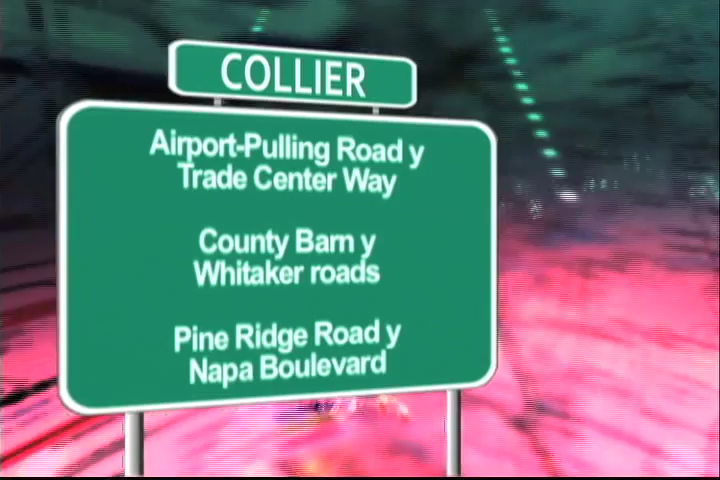 COLLIER
Airport-Pulling Road y
Trade Center Way
County Barn y
Whitaker roads
Pine Ridge Road y
Napa Boulevard